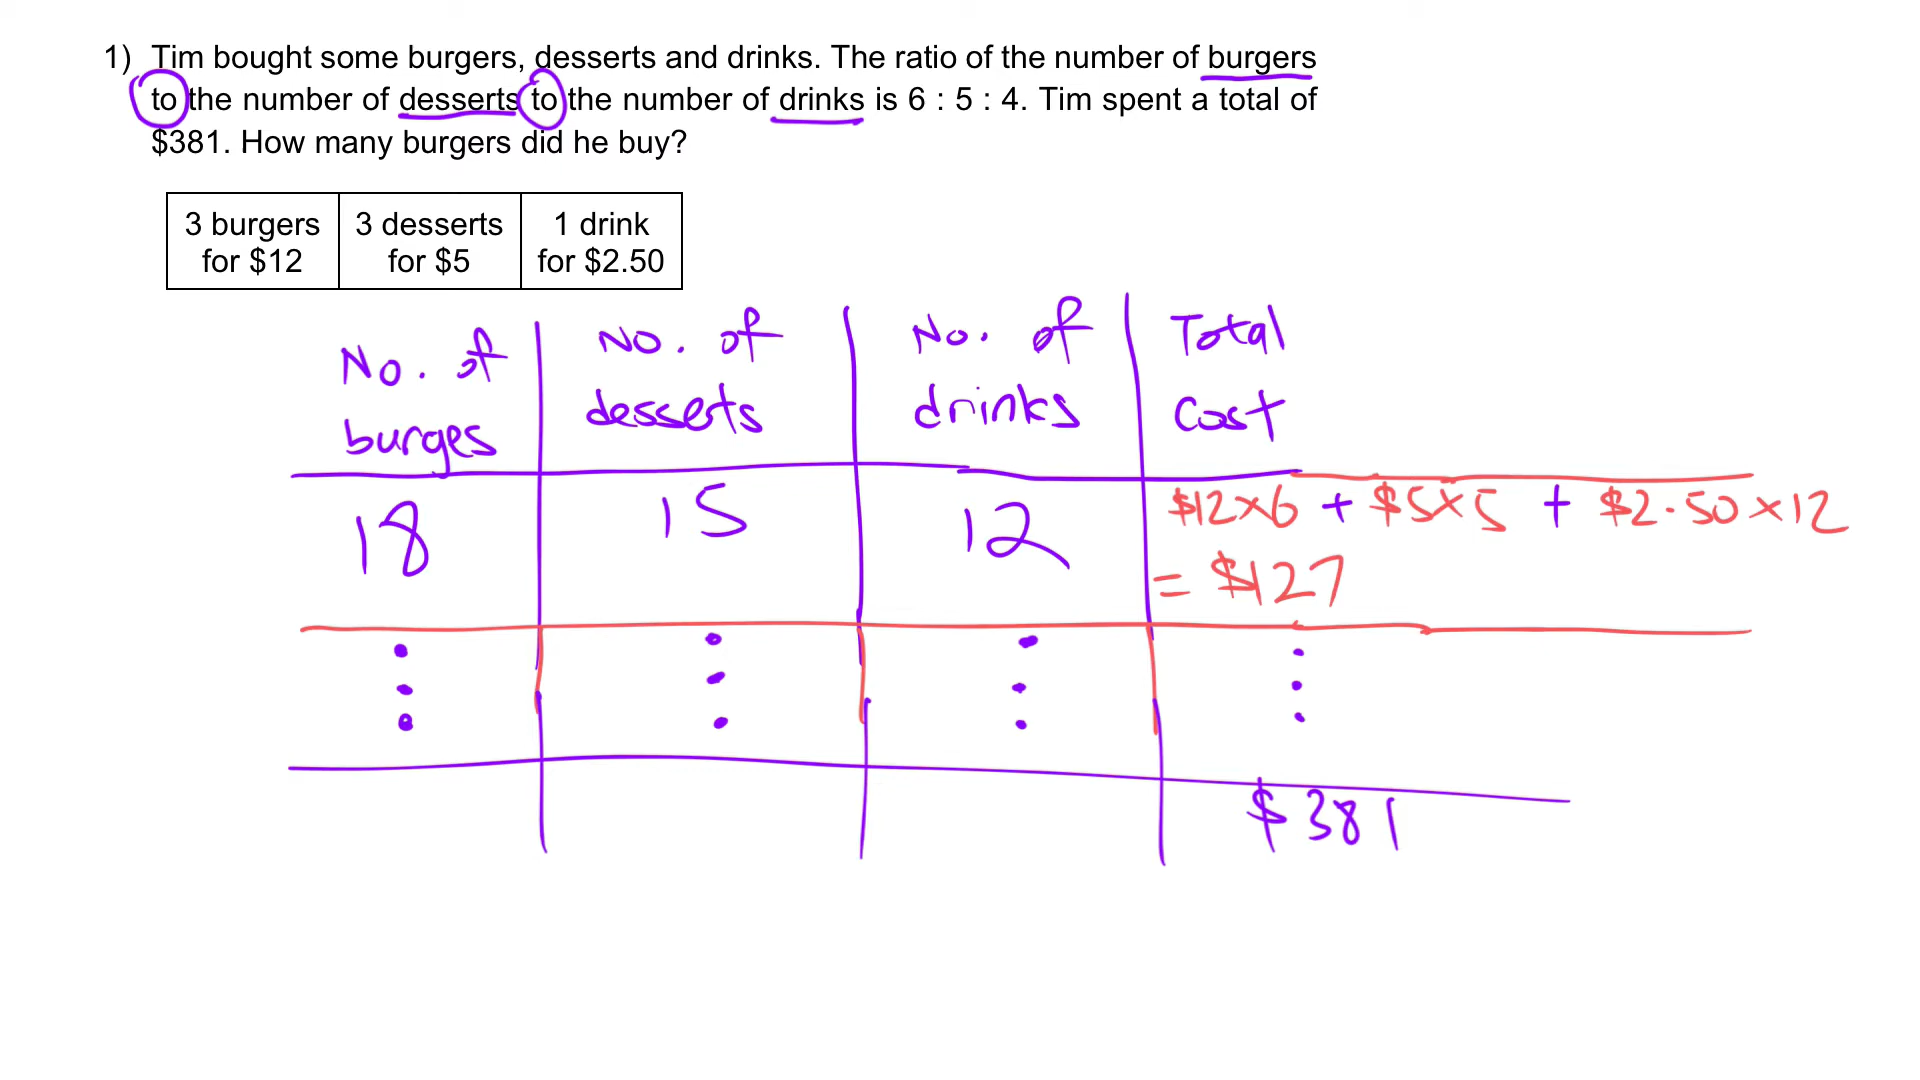 1) Tim bought some burgers, desserts and drinks. The ratio of the number of burgers
to the number of desserts to the number of drinks is 6 : 5 : 4. Tim spent a total of
$381. How many burgers did he buy?
3 burgers for $12
3 desserts for $5
1 drink for $2.50
No. of burges
No. of desserts
No. of drinks
Total cost
18
15
12
$12×6 + $5×5 + $2.50×12
= $127
$381